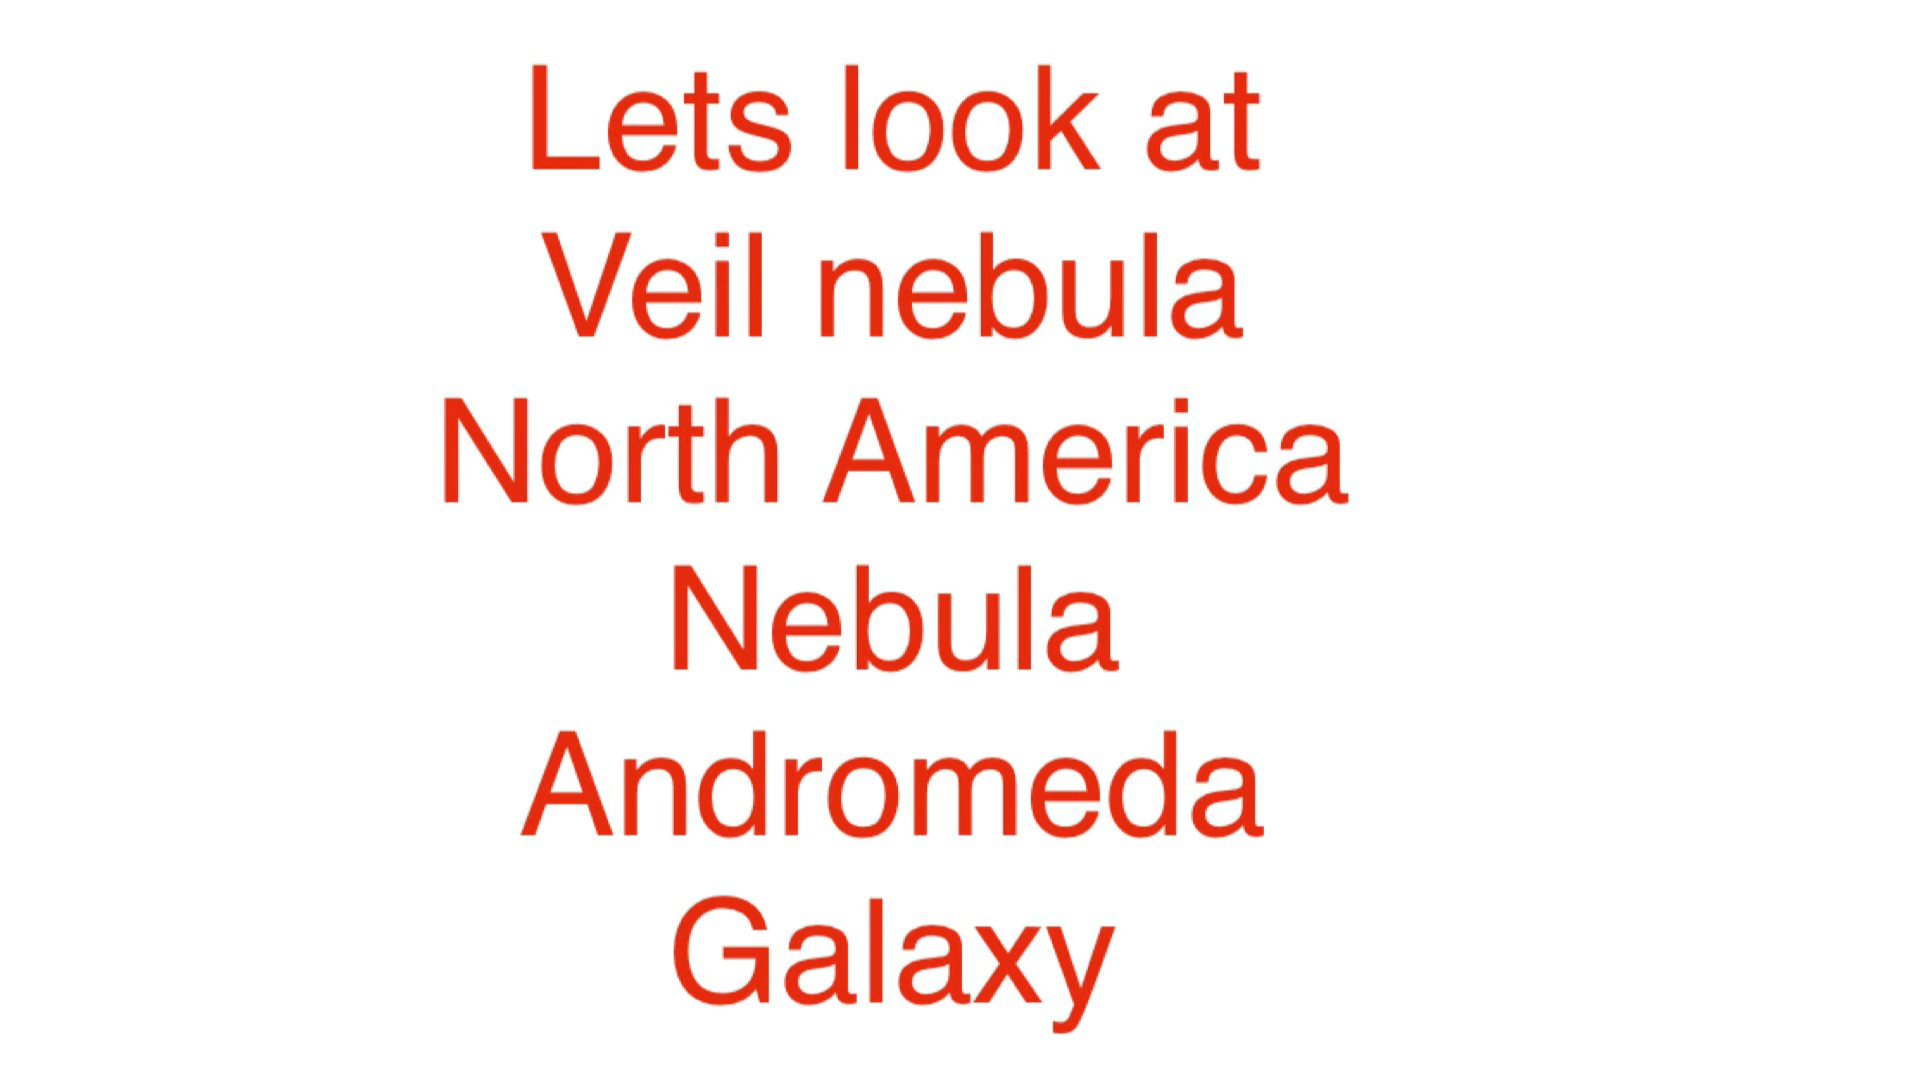 Lets look at
Veil nebula
North America
Nebula
Andromeda
Galaxy